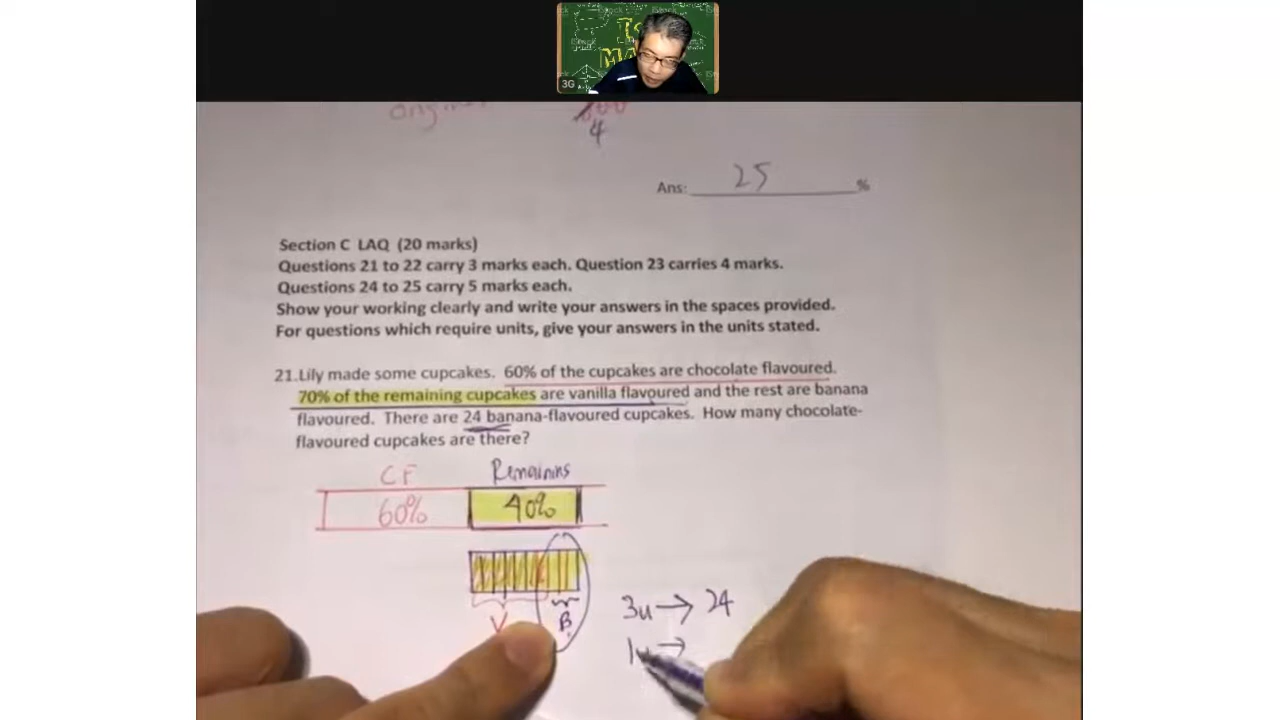 3G
4
Ans: 25 %
Section C LAQ (20 marks)
Questions 21 to 22 carry 3 marks each. Question 23 carries 4 marks.
Questions 24 to 25 carry 5 marks each.
Show your working clearly and write your answers in the spaces provided.
For questions which require units, give your answers in the units stated.
21.Lily made some cupcakes. 60% of the cupcakes are chocolate flavoured.
70% of the remaining cupcakes are vanilla flavoured and the rest are banana
flavoured. There are 24 banana-flavoured cupcakes. How many chocolate-
flavoured cupcakes are there?
CF Remaining
60% 40%
V B
3u → 24
1u →